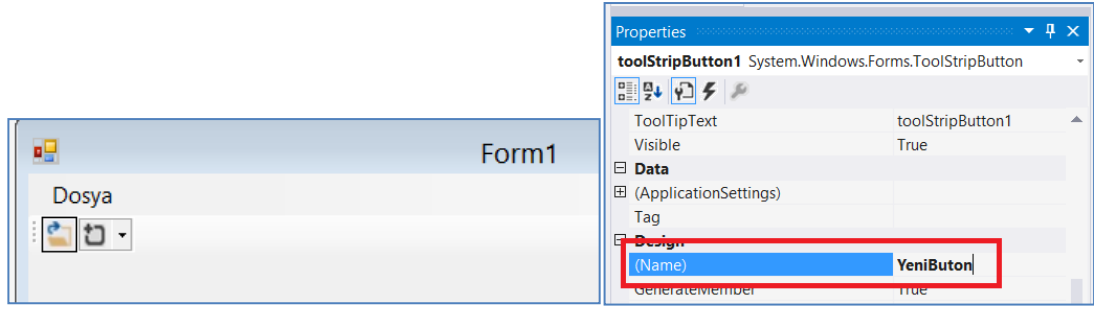 Form1
Dosya
Properties
toolStripButton1 System.Windows.Forms.ToolStripButton
ToolTipText toolStripButton1
Visible True
Data
(ApplicationSettings)
Tag
Design
(Name) YeniButon
GenerateMember True